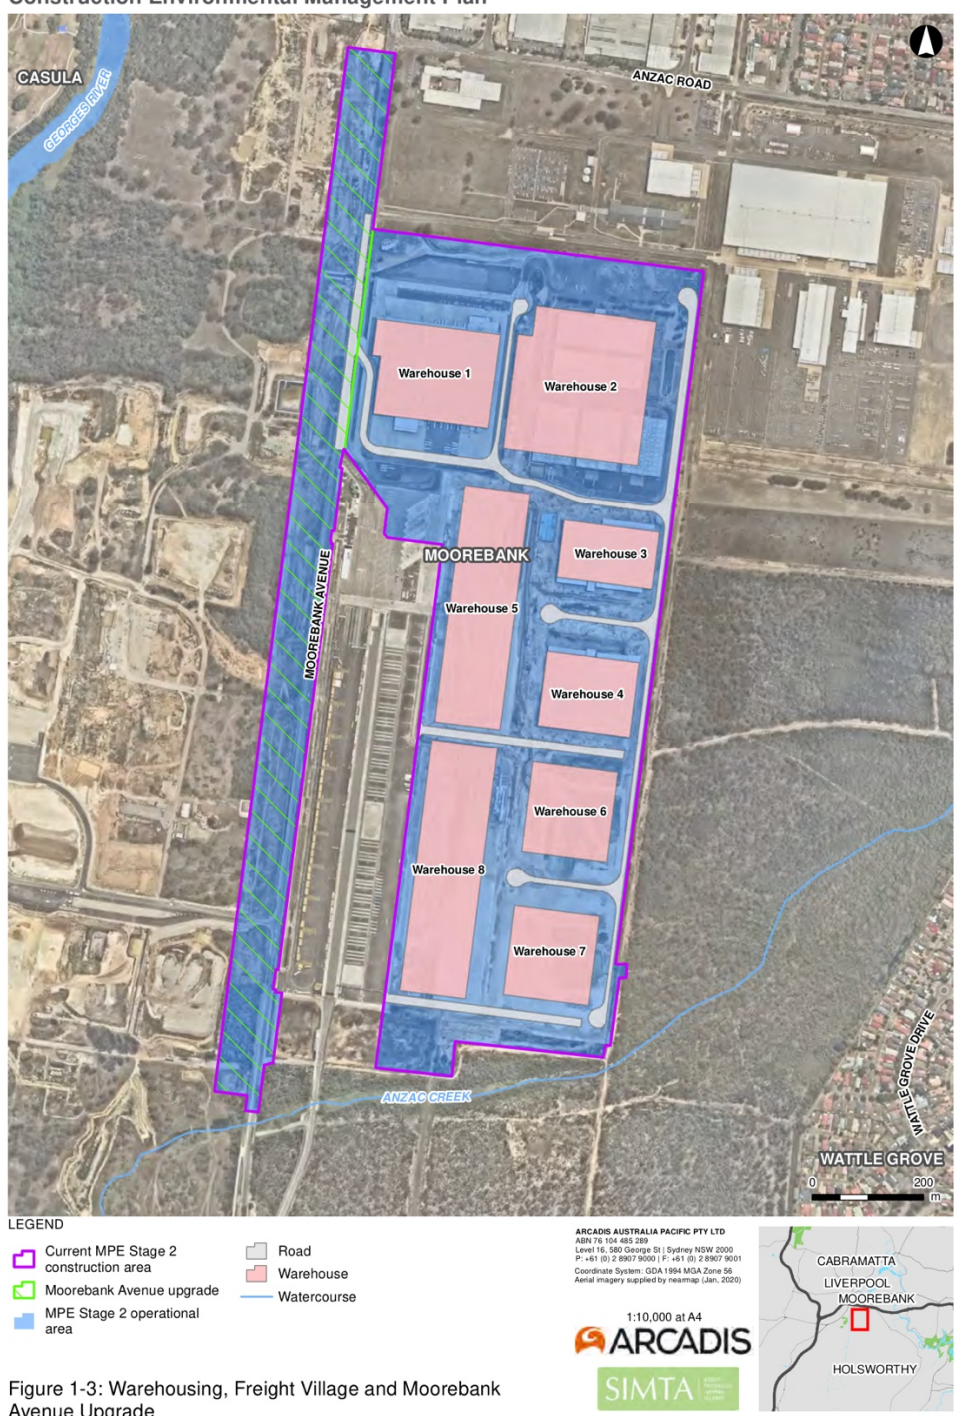 Construction Environmental Management Plan
CASULA
GEORGES RIVER
ANZAC ROAD
Warehouse 1
Warehouse 2
MOOREBANK
Warehouse 3
MOOREBANK AVENUE
Warehouse 5
Warehouse 4
Warehouse 6
Warehouse 8
Warehouse 7
WATTLE GROVE DRIVE
ANZAC CREEK
WATTLE GROVE
0 200
m
LEGEND
Current MPE Stage 2
construction area
Moorebank Avenue upgrade
MPE Stage 2 operational
area
Road
Warehouse
Watercourse
ARCADIS AUSTRALIA PACIFIC PTY LTD
ABN 76 104 485 289
Level 16, 580 George St | Sydney NSW 2000
P: +61 (0) 2 8907 9000 | F: +61 (0) 2 8907 9001
Coordinate System: GDA 1994 MGA Zone 56
Aerial imagery supplied by nearmap (Jan, 2020)
1:10,000 at A4
ARCADIS
SIMTA
CABRAMATTA
LIVERPOOL
MOOREBANK
HOLSWORTHY
Figure 1-3: Warehousing, Freight Village and Moorebank
Avenue Upgrade